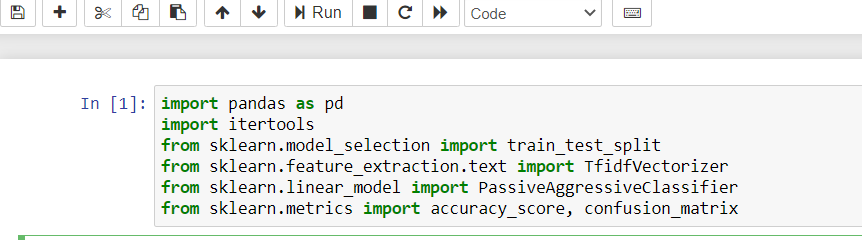 Run Code
In [1]: import pandas as pd
import itertools
from sklearn.model_selection import train_test_split
from sklearn.feature_extraction.text import TfidfVectorizer
from sklearn.linear_model import PassiveAggressiveClassifier
from sklearn.metrics import accuracy_score, confusion_matrix